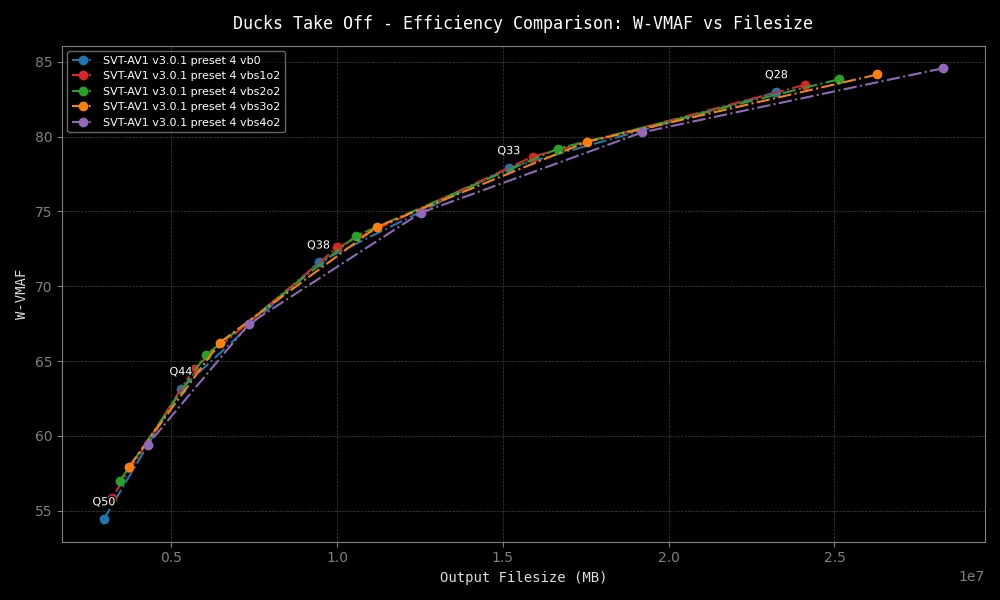 Ducks Take Off - Efficiency Comparison: W-VMAF vs Filesize
SVT-AV1 v3.0.1 preset 4 vb0
SVT-AV1 v3.0.1 preset 4 vbs1o2
SVT-AV1 v3.0.1 preset 4 vbs2o2
SVT-AV1 v3.0.1 preset 4 vbs3o2
SVT-AV1 v3.0.1 preset 4 vbs4o2
85
80
75
70
65
60
55
W-VMAF
Q28
Q33
Q38
Q44
Q50
0.5 1.0 1.5 2.0 2.5
1e7
Output Filesize (MB)